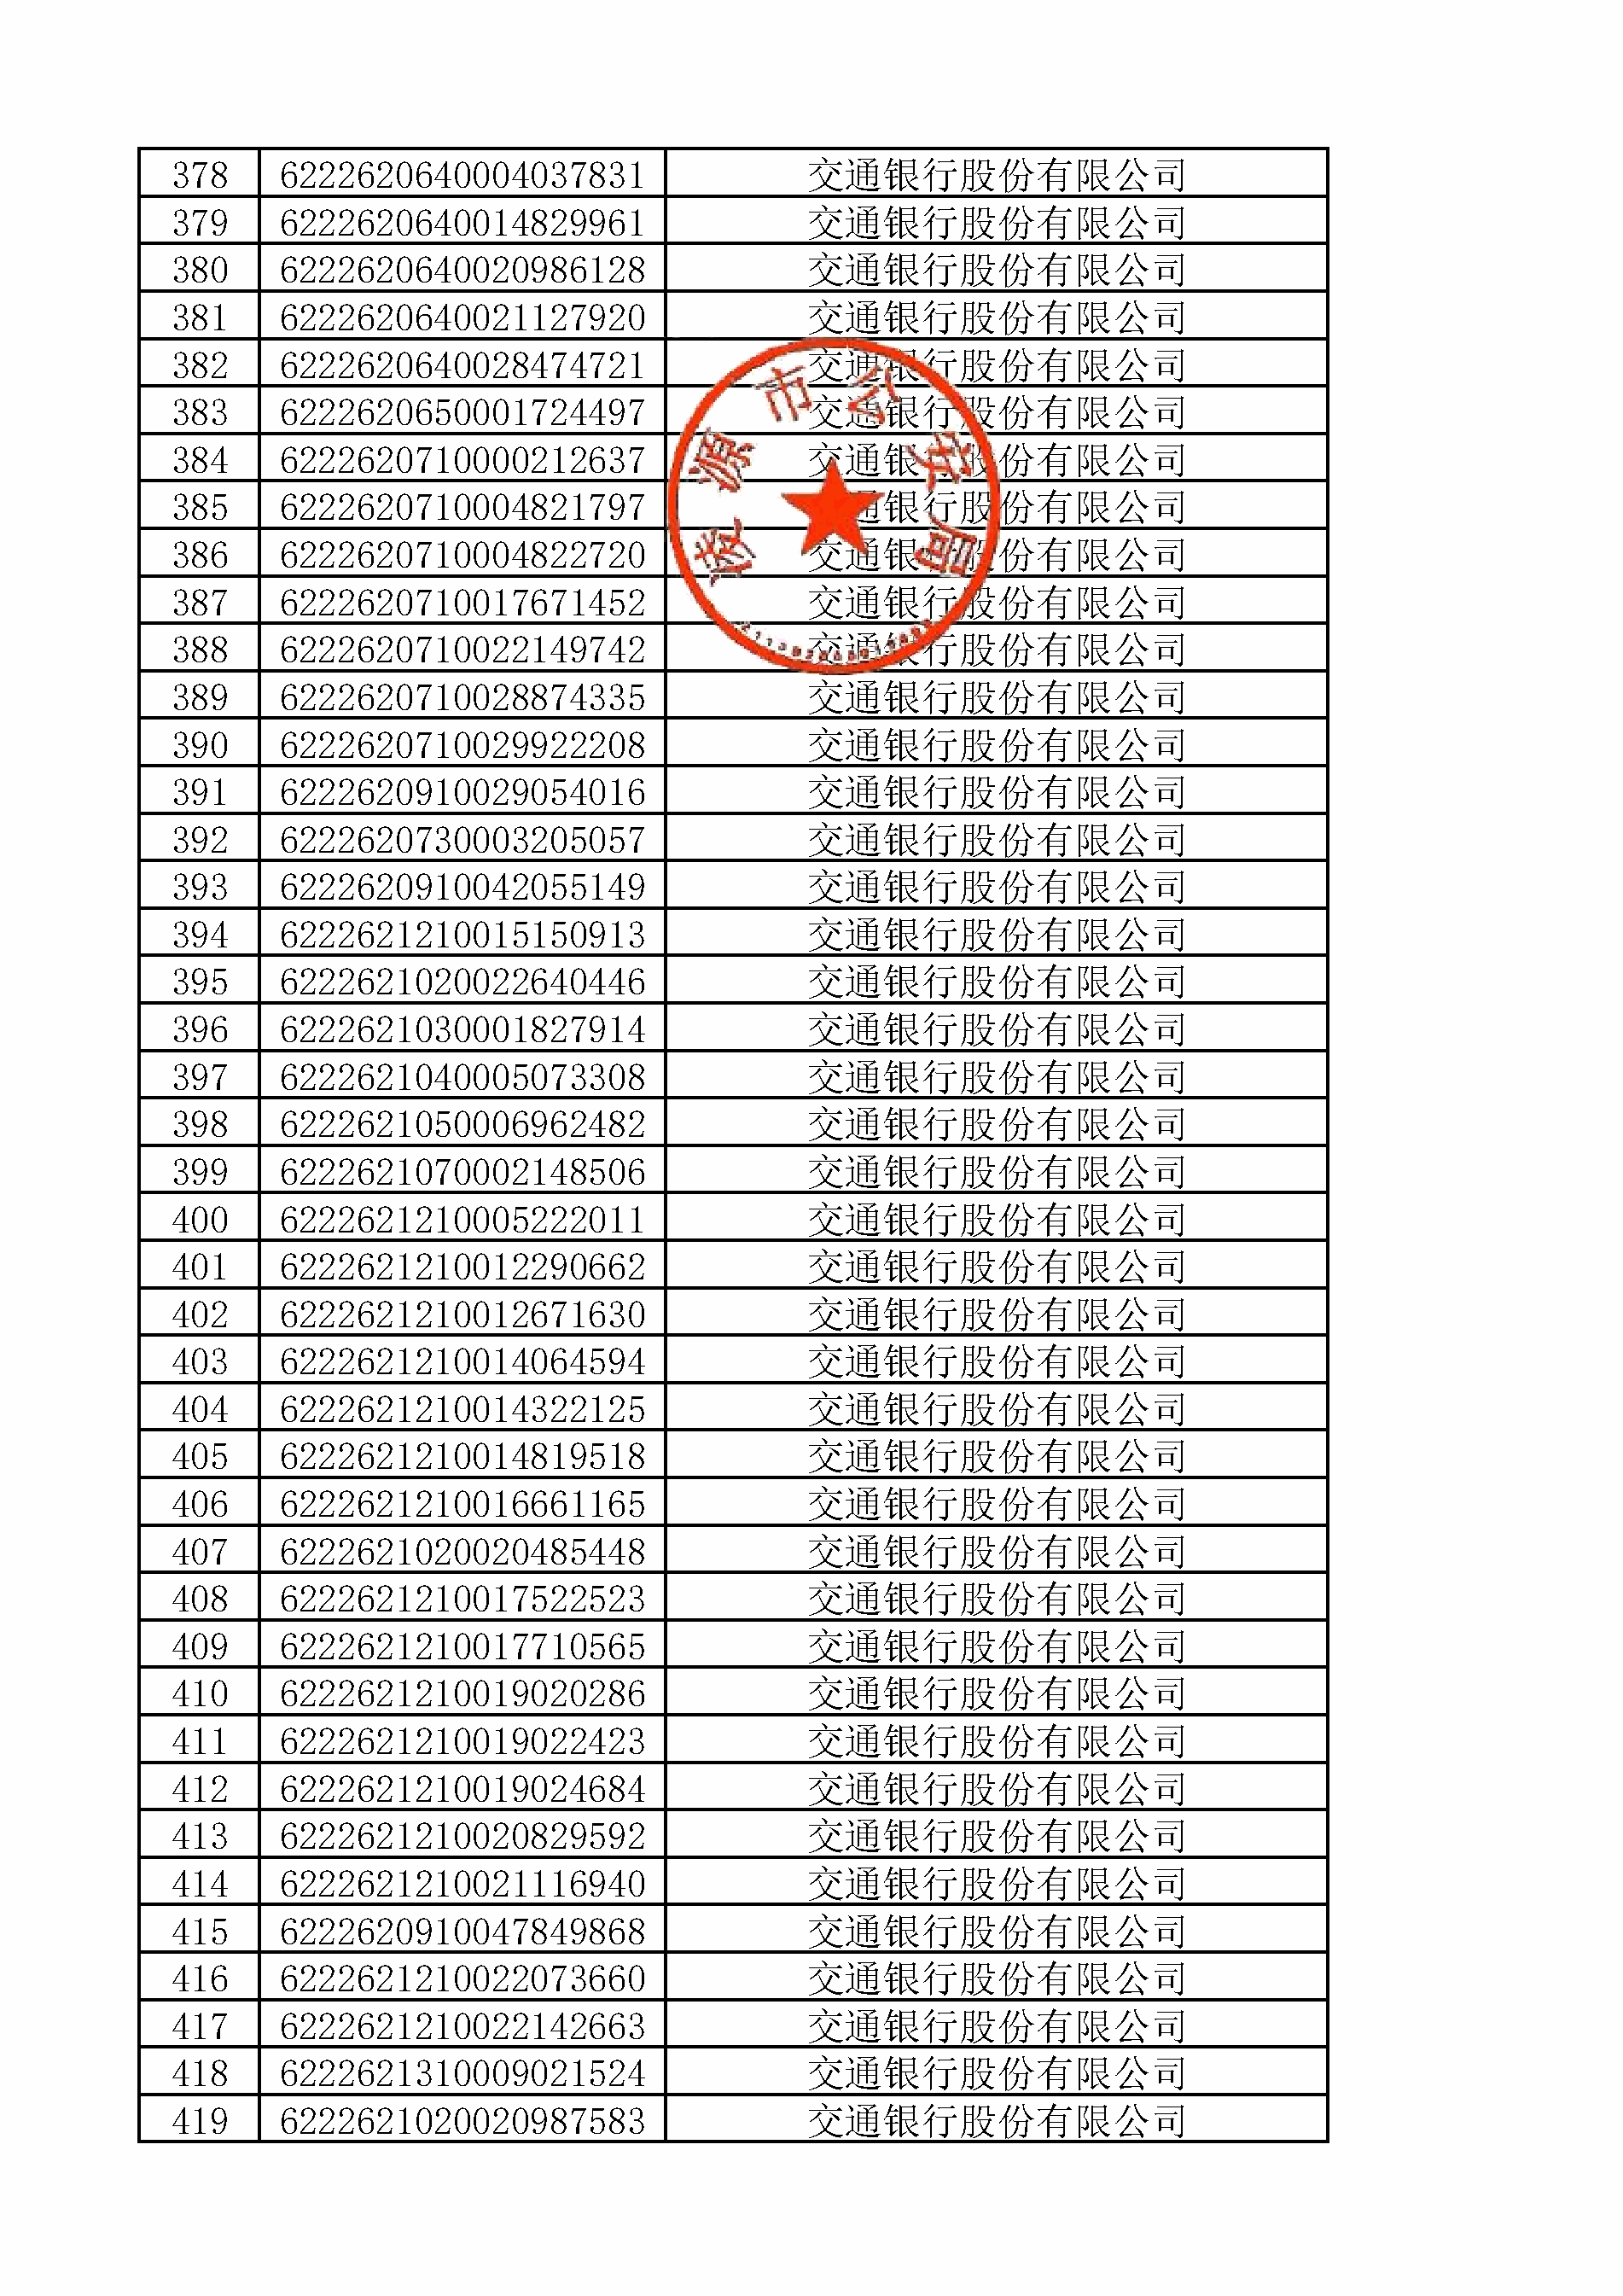 378 6222620640004037831 交通银行股份有限公司
379 6222620640014829961 交通银行股份有限公司
380 6222620640020986128 交通银行股份有限公司
381 6222620640021127920 交通银行股份有限公司
382 6222620640028474721 交通银行股份有限公司
383 6222620650001724497 交通银行股份有限公司
384 6222620710000212637 交通银行股份有限公司
385 6222620710004821797 交通银行股份有限公司
386 6222620710004822720 交通银行股份有限公司
387 6222620710017671452 交通银行股份有限公司
388 6222620710022149742 交通银行股份有限公司
389 6222620710028874335 交通银行股份有限公司
390 6222620710029922208 交通银行股份有限公司
391 6222620910029054016 交通银行股份有限公司
392 6222620730003205057 交通银行股份有限公司
393 6222620910042055149 交通银行股份有限公司
394 6222621210015150913 交通银行股份有限公司
395 6222621020022640446 交通银行股份有限公司
396 6222621030001827914 交通银行股份有限公司
397 6222621040005073308 交通银行股份有限公司
398 6222621050006962482 交通银行股份有限公司
399 6222621070002148506 交通银行股份有限公司
400 6222621210005222011 交通银行股份有限公司
401 6222621210012290662 交通银行股份有限公司
402 6222621210012671630 交通银行股份有限公司
403 6222621210014064594 交通银行股份有限公司
404 6222621210014322125 交通银行股份有限公司
405 6222621210014819518 交通银行股份有限公司
406 6222621210016661165 交通银行股份有限公司
407 6222621020020485448 交通银行股份有限公司
408 6222621210017522523 交通银行股份有限公司
409 6222621210017710565 交通银行股份有限公司
410 6222621210019020286 交通银行股份有限公司
411 6222621210019022423 交通银行股份有限公司
412 6222621210019024684 交通银行股份有限公司
413 6222621210020829592 交通银行股份有限公司
414 6222621210021116940 交通银行股份有限公司
415 6222620910047849868 交通银行股份有限公司
416 6222621210022073660 交通银行股份有限公司
417 6222621210022142663 交通银行股份有限公司
418 6222621310009021524 交通银行股份有限公司
419 6222621020020987583 交通银行股份有限公司
凌源市公安局